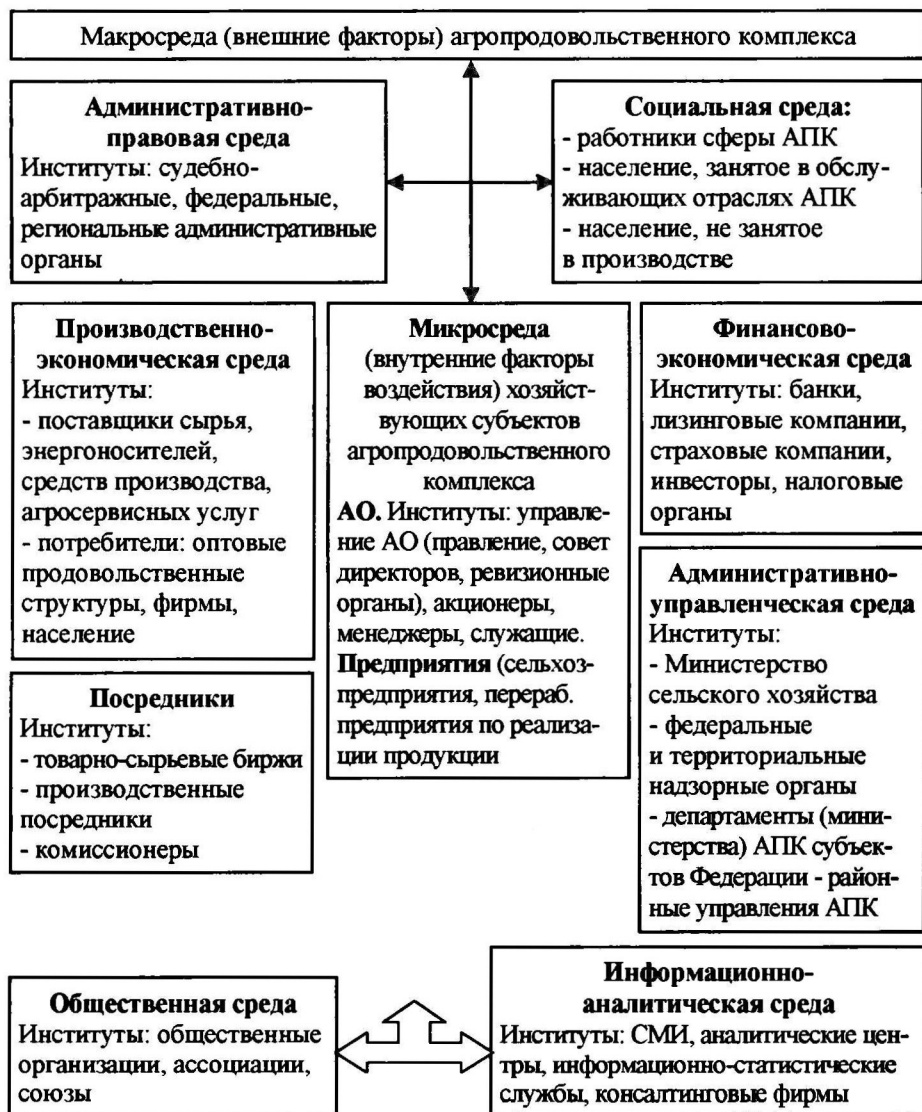 Макросреда (внешние факторы) агропродовольственного комплекса
Административно-
правовая среда
Институты: судебно-
арбитражные, федеральные,
региональные административные
органы
Социальная среда:
- работники сферы АПК
- население, занятое в обслу-
живающих отраслях АПК
- население, не занятое
в производстве
Производственно-
экономическая среда
Институты:
- поставщики сырья,
энергоносителей,
средств производства,
агросервисных услуг
- потребители: оптовые
продовольственные
структуры, фирмы,
население
Микросреда
(внутренние факторы
воздействия) хозяйст-
вующих субъектов
агропродовольственного
комплекса
АО. Институты: управле-
ние АО (правление, совет
директоров, ревизионные
органы), акционеры,
менеджеры, служащие.
Предприятия (сельхоз-
предприятия, перераб.
предприятия по реализа-
ции продукции
Финансово-
экономическая среда
Институты: банки,
лизинговые компании,
страховые компании,
инвесторы, налоговые
органы
Посредники
Институты:
- товарно-сырьевые биржи
- производственные
посредники
- комиссионеры
Административно-
управленческая среда
Институты:
- Министерство
сельского хозяйства
- федеральные
и территориальные
надзорные органы
- департаменты (мини-
стерства) АПК субъек-
тов Федерации - район-
ные управления АПК
Общественная среда
Институты: общественные
организации, ассоциации,
союзы
Информационно-
аналитическая среда
Институты: СМИ, аналитические цен-
тры, информационно-статистические
службы, консалтинговые фирмы